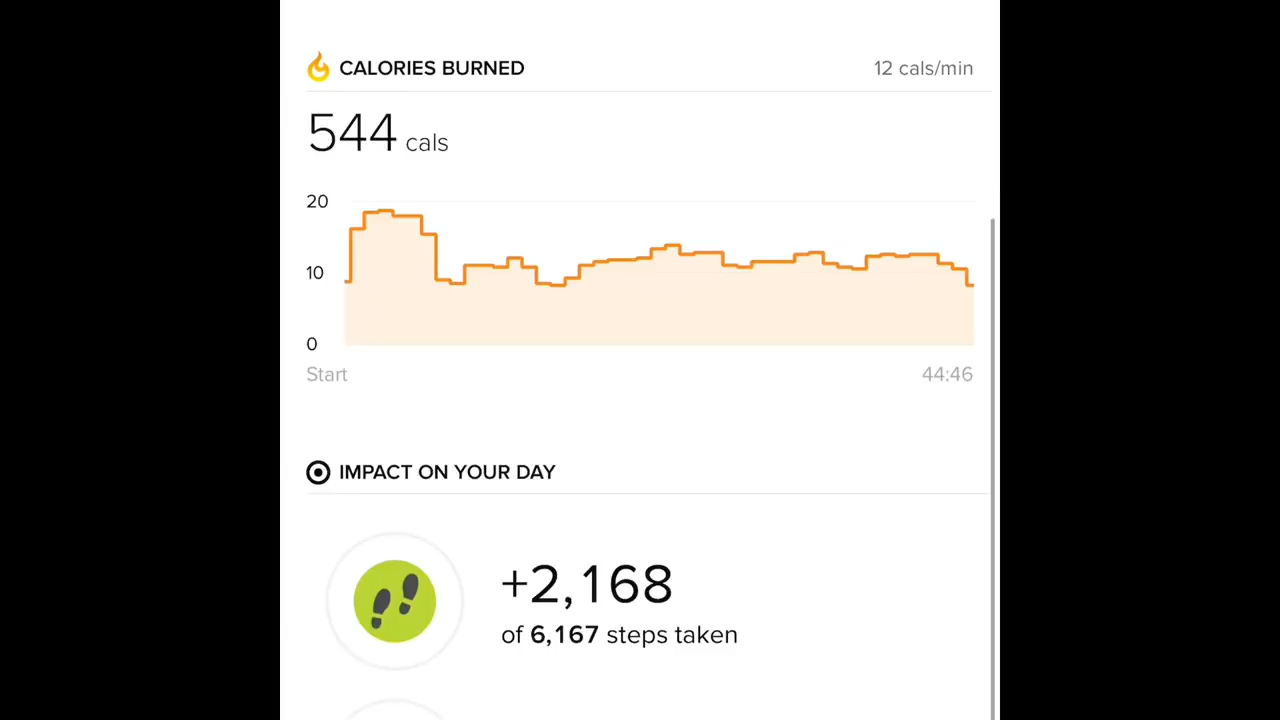 CALORIES BURNED 12 cals/min
544 cals
20
10
0
Start 44:46
IMPACT ON YOUR DAY
+2,168
of 6,167 steps taken